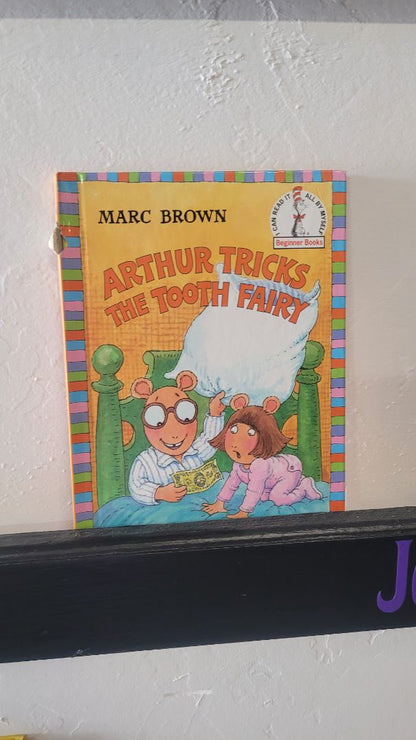 MARC BROWN
I CAN READ IT ALL BY MYSELF
Beginner Books
ARTHUR TRICKS
THE TOOTH FAIRY